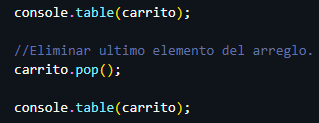 console.table(carrito);
//Eliminar ultimo elemento del arreglo.
carrito.pop();
console.table(carrito);